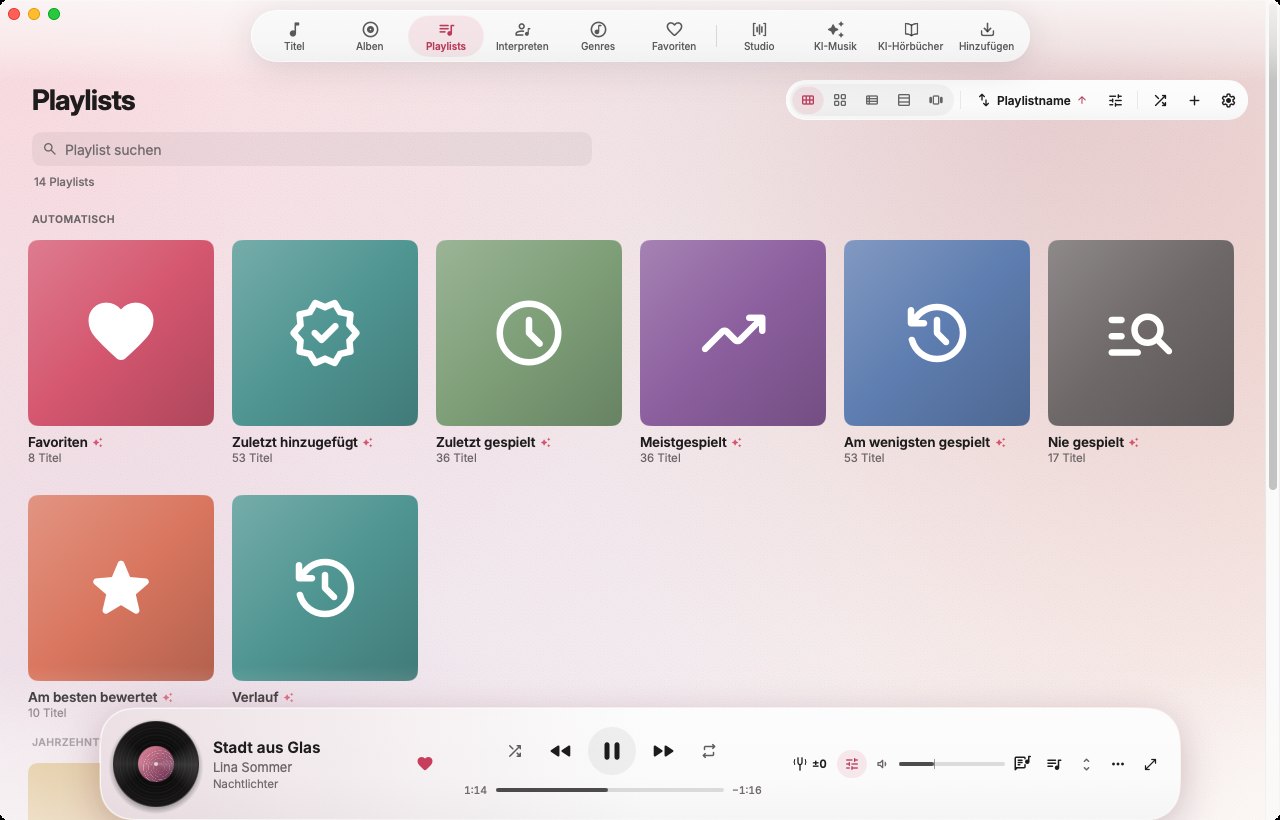 Titel
Alben
Playlists
Interpreten
Genres
Favoriten
Studio
KI-Musik
KI-Hörbücher
Hinzufügen
Playlists
Playlistname
Playlist suchen
14 Playlists
AUTOMATISCH
Favoriten
8 Titel
Zuletzt hinzugefügt
53 Titel
Zuletzt gespielt
36 Titel
Meistgespielt
36 Titel
Am wenigsten gespielt
53 Titel
Nie gespielt
17 Titel
Am besten bewertet
10 Titel
Verlauf
JAHRZEHNT
Stadt aus Glas
Lina Sommer
Nachtlichter
1:14
−1:16
±0